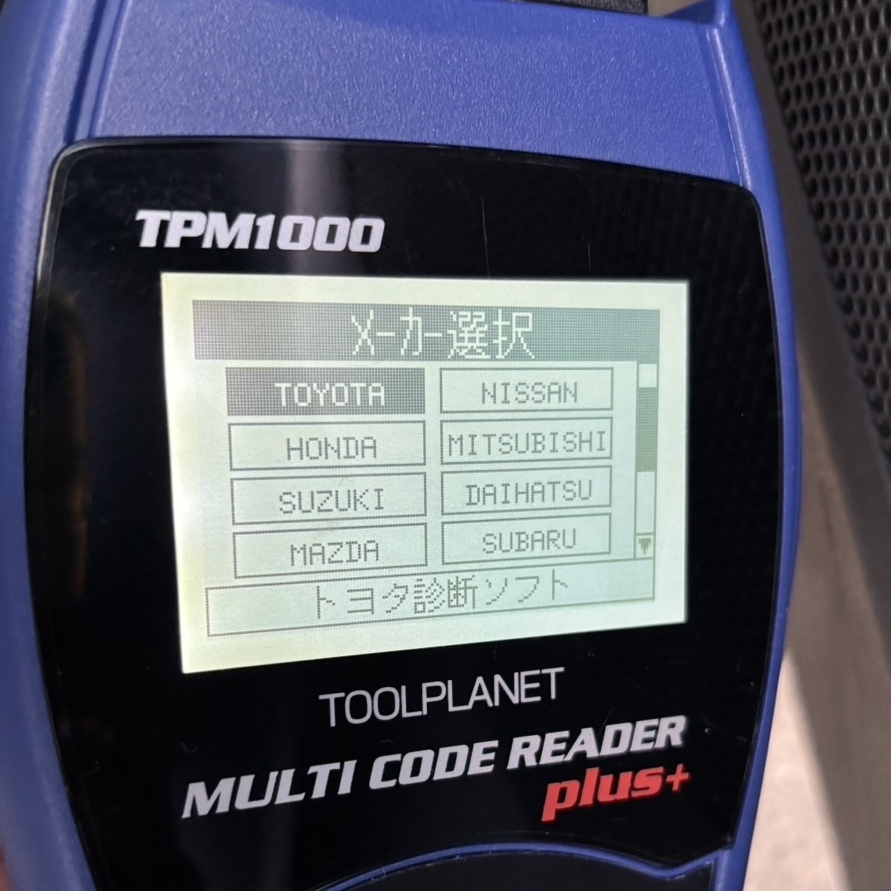 TPM1000
メーカー選択
TOYOTA NISSAN
HONDA MITSUBISHI
SUZUKI DAIHATSU
MAZDA SUBARU
トヨタ診断ソフト
TOOLPLANET
MULTI CODE READER
plus+